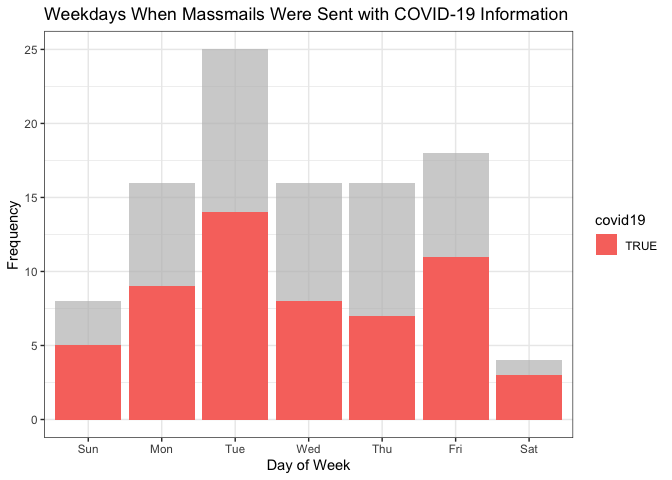 Weekdays When Massmails Were Sent with COVID-19 Information
25
20
15
10
5
0
Frequency
Sun Mon Tue Wed Thu Fri Sat
Day of Week
covid19
TRUE